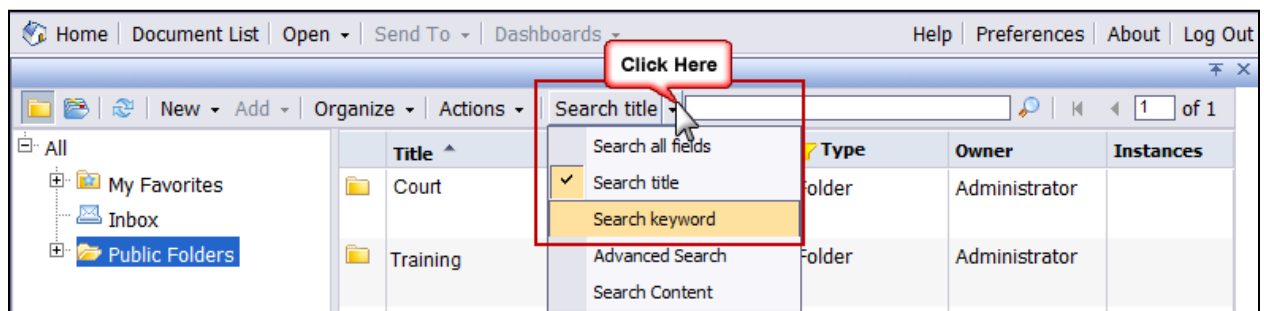 Home Document List Open Send To Dashboards Help Preferences About Log Out
Click Here
New Add Organize Actions Search title 1 of 1
All
My Favorites
Inbox
Public Folders
Title Type Owner Instances
Court Folder Administrator
Training Folder Administrator
Search all fields
Search title
Search keyword
Advanced Search
Search Content